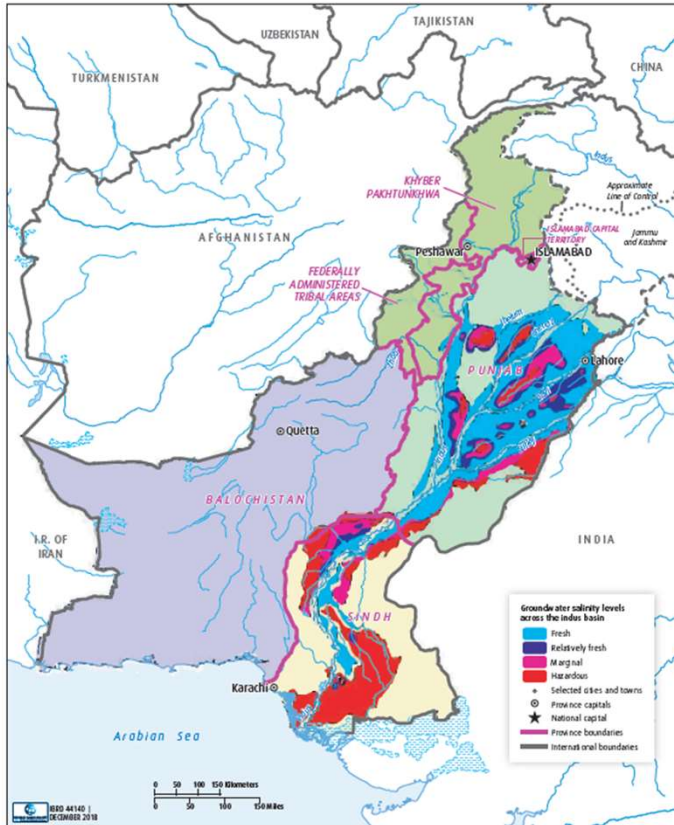 UZBEKISTAN
TAJIKISTAN
TURKMENISTAN
CHINA
Indus
KHYBER
PAKHTUNKHWA
Approximate
Line of Control
AFGHANISTAN
ISLAMABAD CAPITAL
TERRITORY
Jammu
and Kashmir
Peshawar
ISLAMABAD
FEDERALLY
ADMINISTERED
TRIBAL AREAS
Jhelum
Lahore
PUNJAB
Quetta
BALOCHISTAN
I.R. OF
IRAN
INDIA
SINDH
Karachi
Arabian Sea
Groundwater salinity levels
across the indus basin
Fresh
Relatively fresh
Marginal
Hazardous
Selected cities and towns
Province capitals
National capital
Province boundaries
International boundaries
0 50 100 150 Kilometers
0 50 100 150 Miles
IBRD 44140 |
DECEMBER 2018